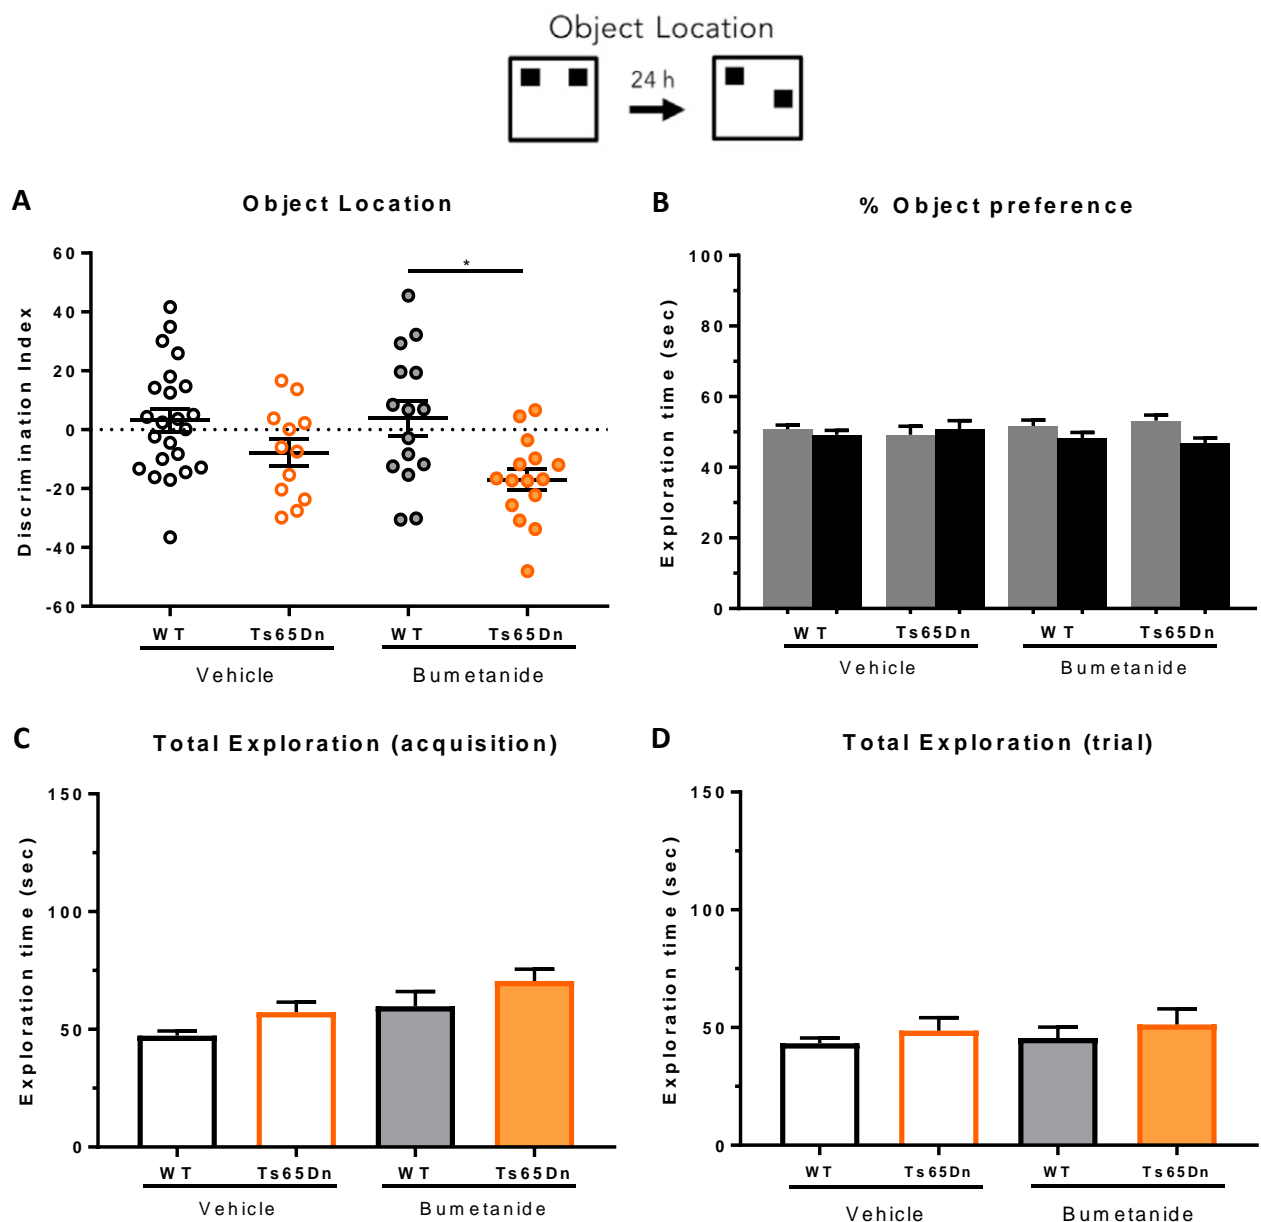 Object Location
24 h
A
Object Location
60
40
20
0
-20
-40
-60
Discrimination Index
*
WT Ts65Dn WT Ts65Dn
Vehicle Bumetanide
B
% Object preference
100
80
60
40
20
0
Exploration time (sec)
WT Ts65Dn WT Ts65Dn
Vehicle Bumetanide
C
Total Exploration (acquisition)
150
100
50
0
Exploration time (sec)
WT Ts65Dn WT Ts65Dn
Vehicle Bumetanide
D
Total Exploration (trial)
150
100
50
0
Exploration time (sec)
WT Ts65Dn WT Ts65Dn
Vehicle Bumetanide